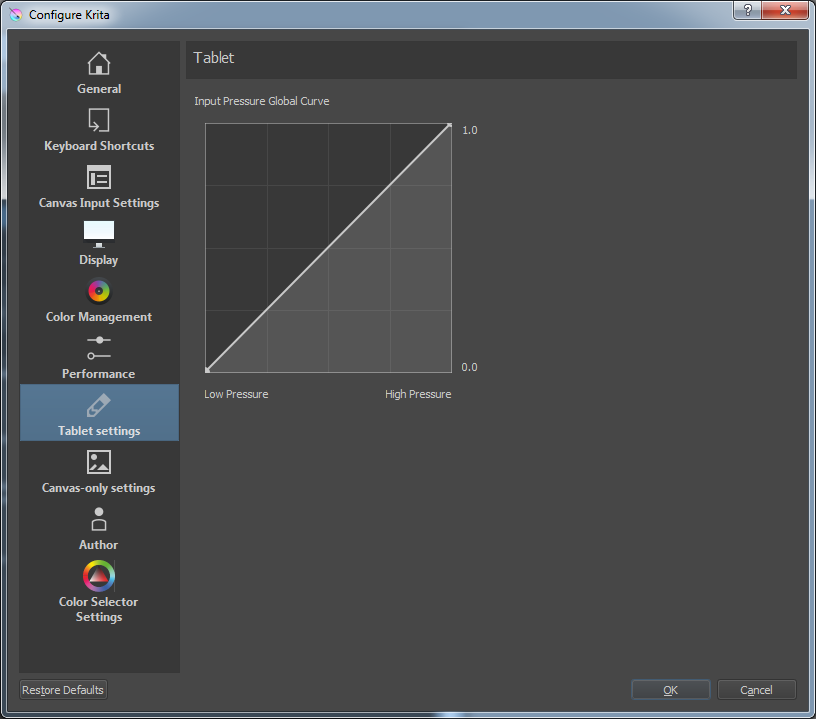 Configure Krita
General
Keyboard Shortcuts
Canvas Input Settings
Display
Color Management
Performance
Tablet settings
Canvas-only settings
Author
Color Selector
Settings
Tablet
Input Pressure Global Curve
1.0
0.0
Low Pressure High Pressure
Restore Defaults
OK
Cancel